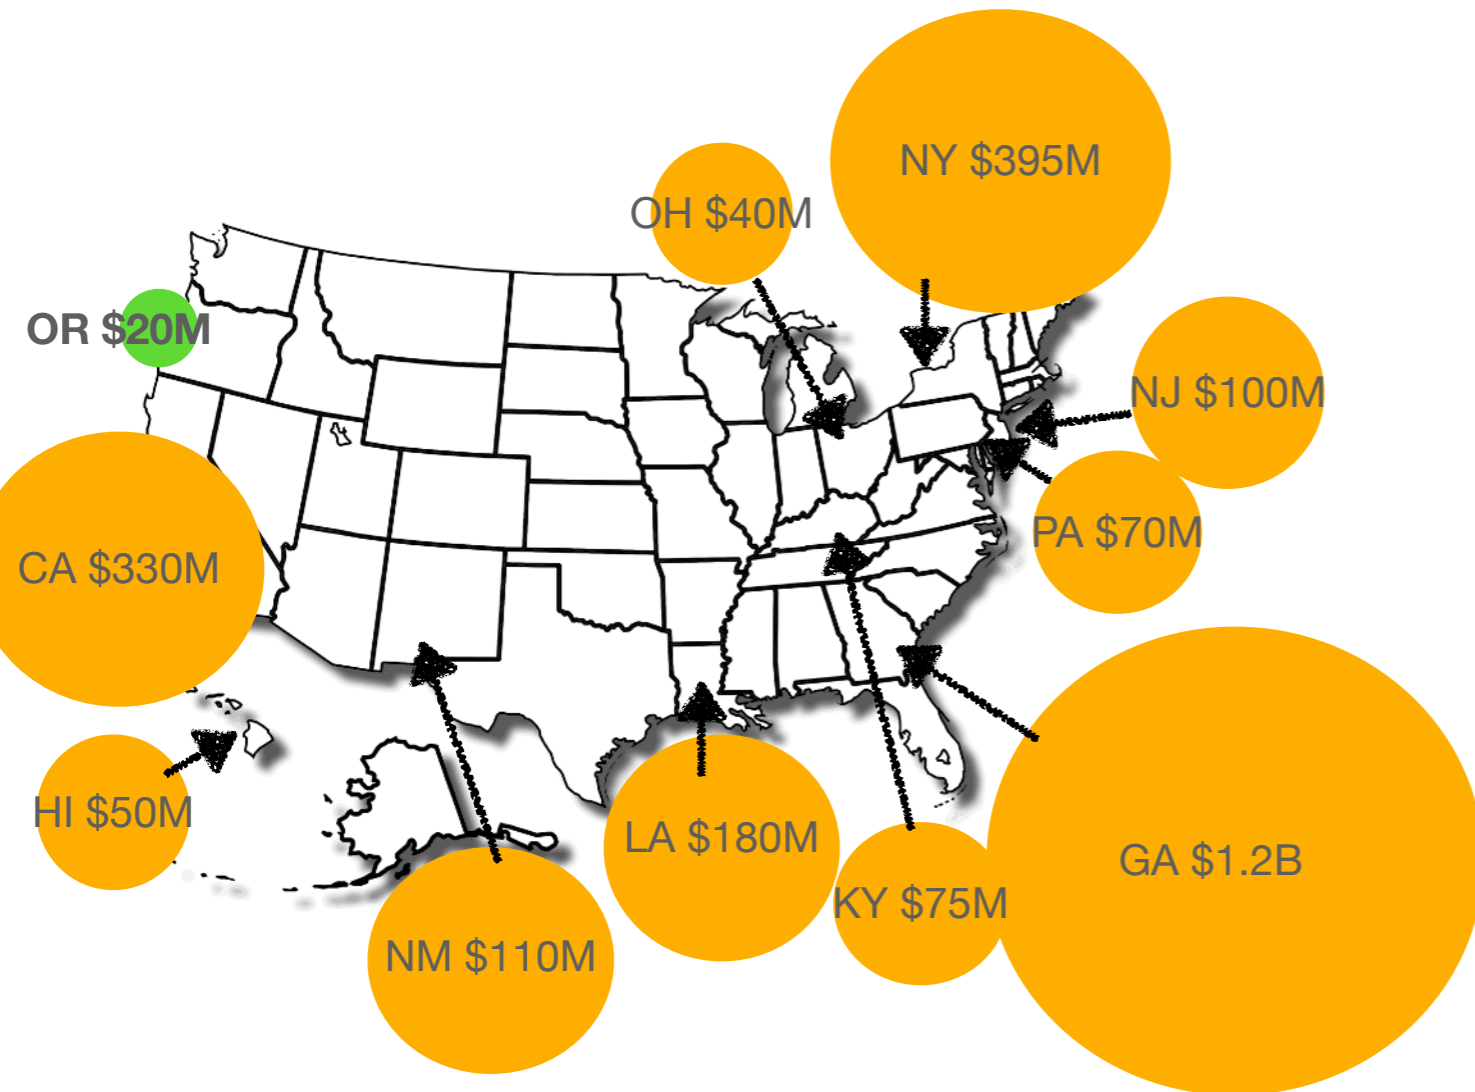 NY $395M
OH $40M
OR $20M
NJ $100M
PA $70M
CA $330M
HI $50M
LA $180M
GA $1.2B
KY $75M
NM $110M